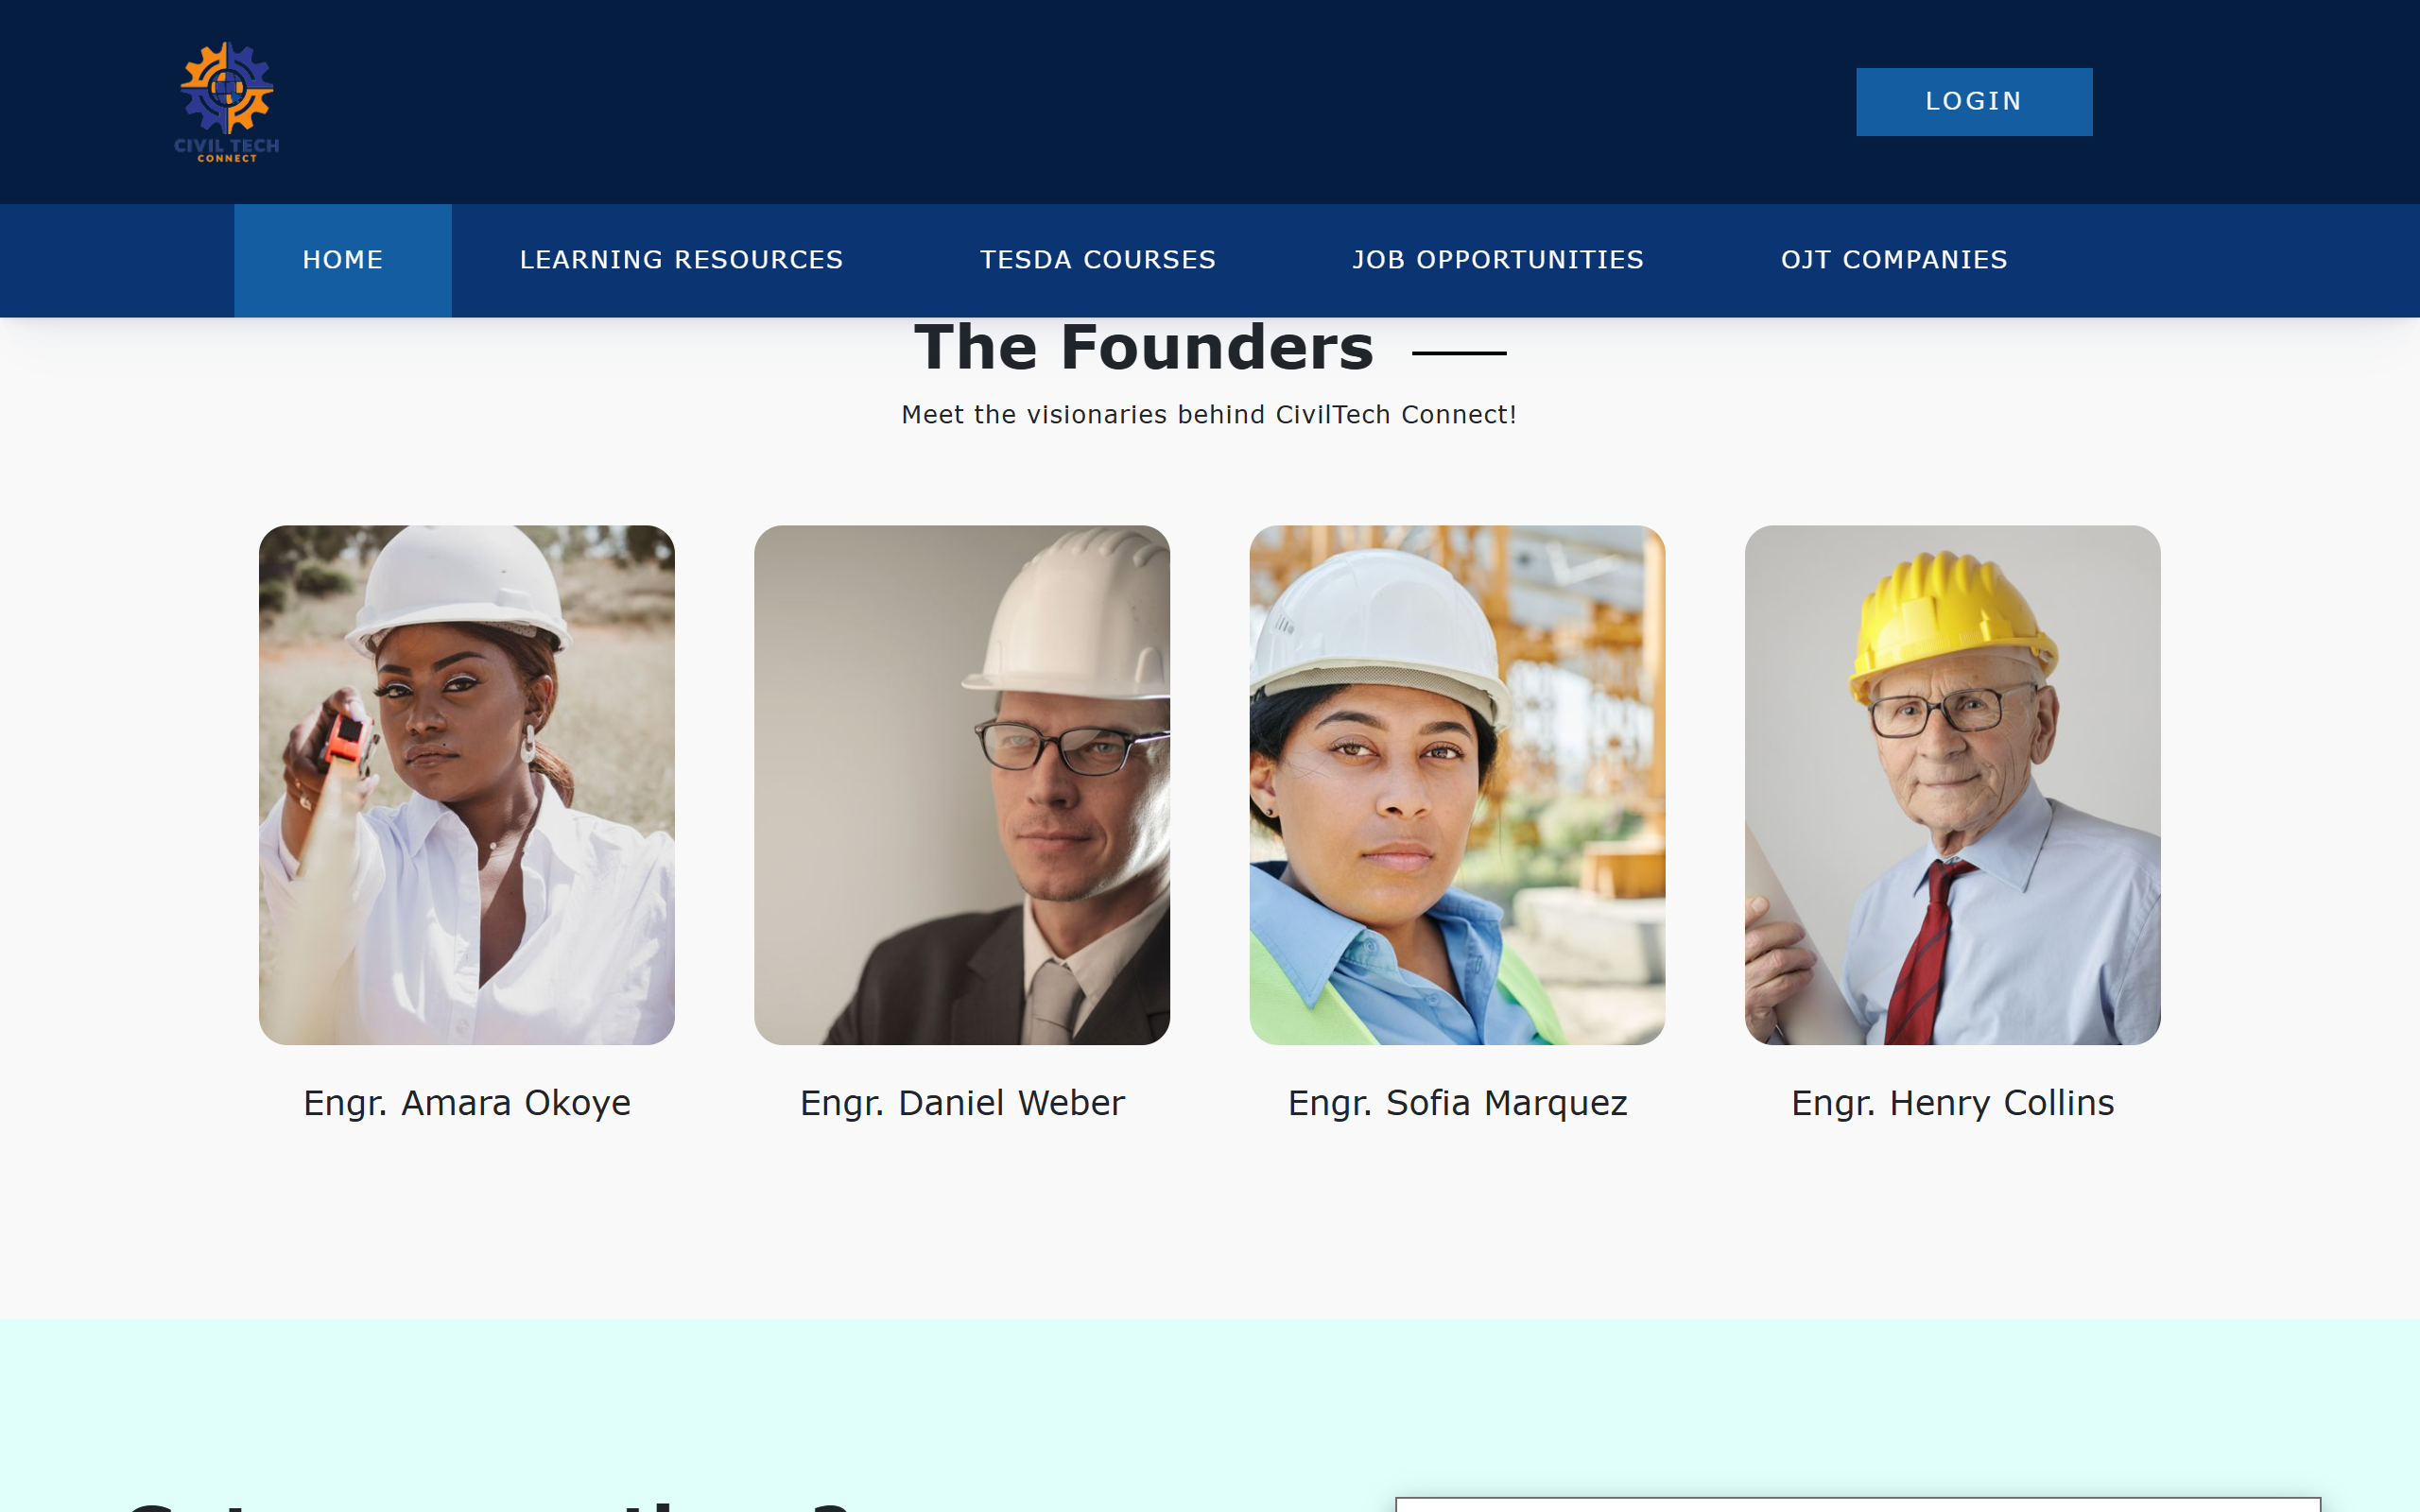 CIVIL TECH
CONNECT
LOGIN
HOME LEARNING RESOURCES TESDA COURSES JOB OPPORTUNITIES OJT COMPANIES
The Founders
Meet the visionaries behind CivilTech Connect!
Engr. Amara Okoye Engr. Daniel Weber Engr. Sofia Marquez Engr. Henry Collins